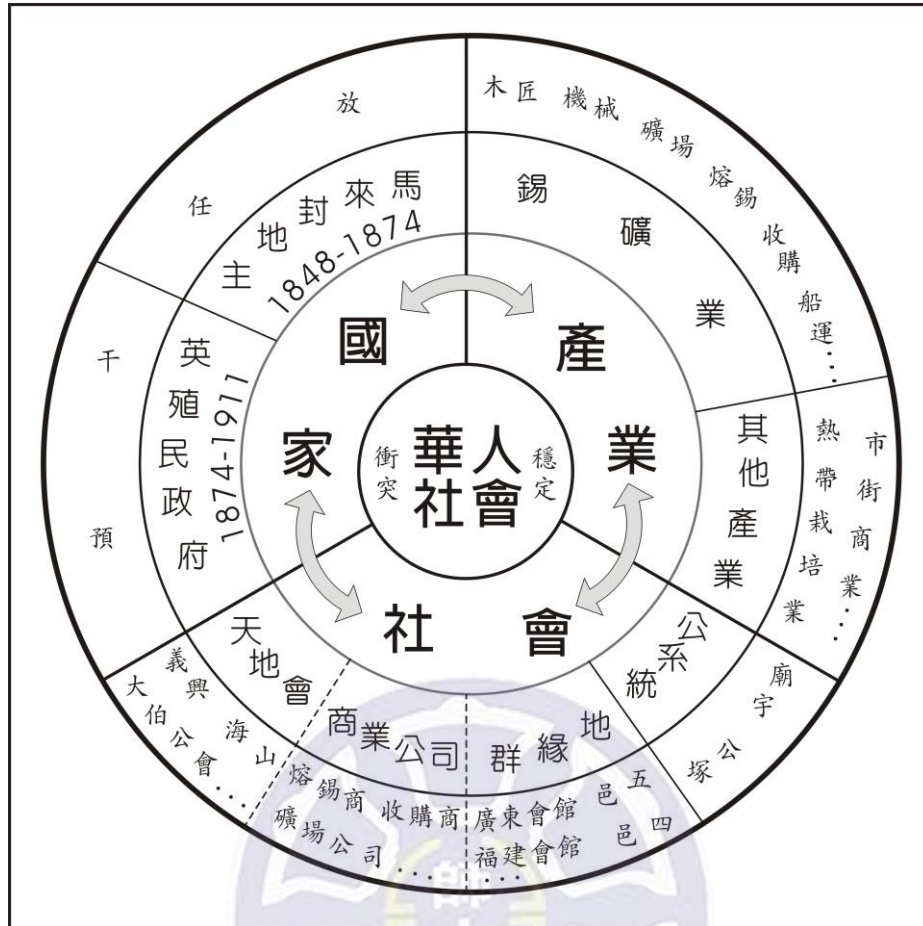 華人
社會
衝突
穩定
國家
產業
社會
馬來封地主
1848-1874
放任
英殖民政府
1874-1911
干預
錫礦業
木匠 機械 礦場 熔錫 收購 船運...
其他產業
熱帶栽培業
市街商業...
公系統
廟宇
公塚
地緣群
五邑
四邑
廣東會館
福建會館
...
商業公司
熔錫商 收購商
礦場公司...
天地會
義興 海山
大伯公會...
師